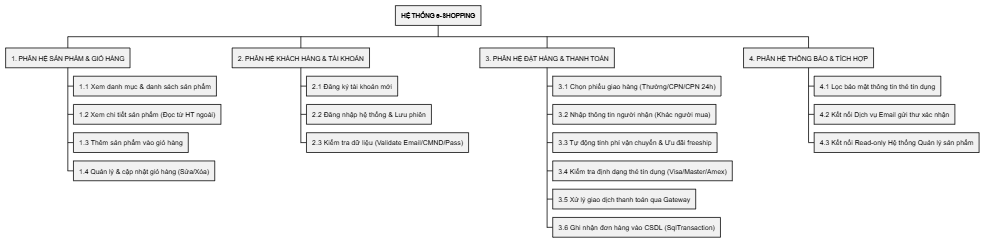 HỆ THỐNG e-SHOPPING
1. PHÂN HỆ SẢN PHẨM & GIỎ HÀNG
1.1 Xem danh mục & danh sách sản phẩm
1.2 Xem chi tiết sản phẩm (Đọc từ HT ngoài)
1.3 Thêm sản phẩm vào giỏ hàng
1.4 Quản lý & cập nhật giỏ hàng (Sửa/Xóa)
2. PHÂN HỆ KHÁCH HÀNG & TÀI KHOẢN
2.1 Đăng ký tài khoản mới
2.2 Đăng nhập hệ thống & Lưu phiên
2.3 Kiểm tra dữ liệu (Validate Email/CMND/Pass)
3. PHÂN HỆ ĐẶT HÀNG & THANH TOÁN
3.1 Chọn phiếu giao hàng (Thường/CPN/CPN 24h)
3.2 Nhập thông tin người nhận (Khác người mua)
3.3 Tự động tính phí vận chuyển & Ưu đãi freeship
3.4 Kiểm tra định dạng thẻ tín dụng (Visa/Master/Amex)
3.5 Xử lý giao dịch thanh toán qua Gateway
3.6 Ghi nhận đơn hàng vào CSDL (SqlTransaction)
4. PHÂN HỆ THÔNG BÁO & TÍCH HỢP
4.1 Lọc bảo mật thông tin thẻ tín dụng
4.2 Kết nối Dịch vụ Email gửi thư xác nhận
4.3 Kết nối Read-only Hệ thống Quản lý sản phẩm